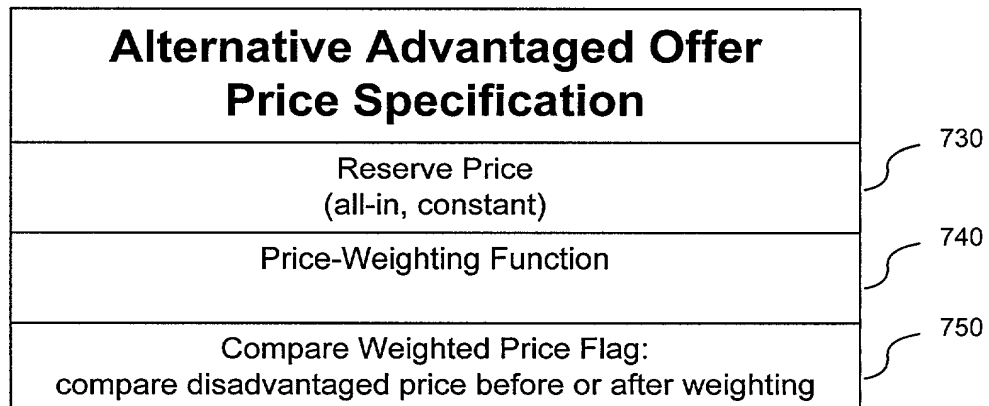 Alternative Advantaged Offer
Price Specification
730
Reserve Price
(all-in, constant)
740
Price-Weighting Function
750
Compare Weighted Price Flag:
compare disadvantaged price before or after weighting